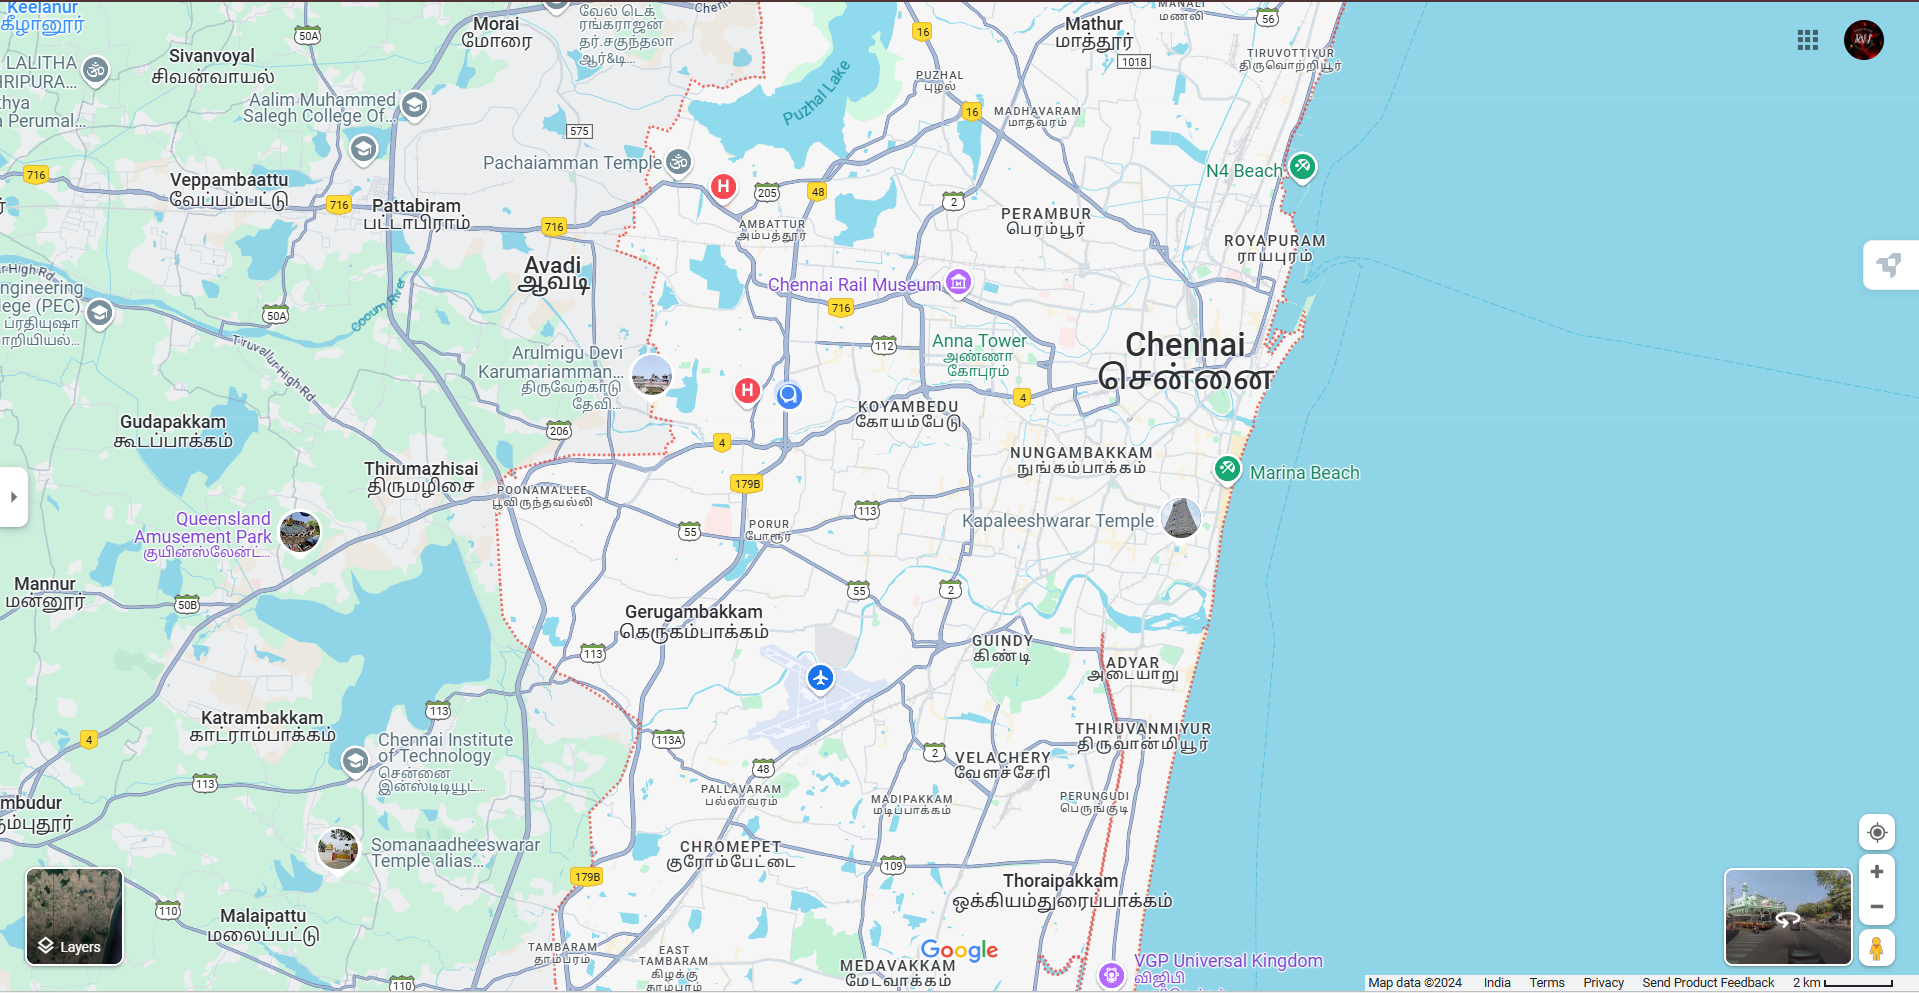 Keelanur
கீழானூர்
50A
Morai
மோரை
வேல் டெக்
ரங்கராஜன்
தர்.சகுந்தலா
ஆர்&டி...
16
Mathur
மாத்தூர்
மணலி
56
1018
TIRUVOTTIYUR
திருவொற்றியூர்
Sivanvoyal
சிவன்வாயல்
LALITHA
Aalim Muhammed
Salegh College Of...
a Perumal...
575
Puzhal Lake
PUZHAL
புழல்
16
MADHAVARAM
மாதவரம்
Pachaiamman Temple
N4 Beach
716
Veppambaattu
வேப்பம்பட்டு
716
Pattabiram
பட்டாபிராம்
716
205
48
2
AMBATTUR
அம்பத்தூர்
PERAMBUR
பெரம்பூர்
ROYAPURAM
ராயபுரம்
Avadi
ஆவடி
Chennai Rail Museum
716
50A
Cooum River
Tiruvallur High Rd
112
Anna Tower
அண்ணா
கோபுரம்
Chennai
சென்னை
Arulmigu Devi
Karumariamman...
திருவேற்காடு
தேவி...
4
KOYAMBEDU
கோயம்பேடு
Gudapakkam
கூடப்பாக்கம்
206
4
NUNGAMBAKKAM
நுங்கம்பாக்கம்
Marina Beach
Thirumazhisai
திருமழிசை
POONAMALLEE
பூவிருந்தவல்லி
179B
113
Kapaleeshwarar Temple
Queensland
Amusement Park
குயின்ஸ்லேன்ட்...
55
PORUR
போரூர்
Mannur
மன்னூர்
50B
55
2
Gerugambakkam
கெருகம்பாக்கம்
113
GUINDY
கிண்டி
ADYAR
அடையாறு
Katrambakkam
காட்ராம்பாக்கம்
113
4
113A
THIRUVANMIYUR
திருவான்மியூர்
Chennai Institute
of Technology
சென்னை
இன்ஸ்டிடியூட்...
113
48
2
VELACHERY
வேளச்சேரி
PALLAVARAM
பல்லாவரம்
MADIPAKKAM
மடிப்பாக்கம்
PERUNGUDI
பெருங்குடி
Somanaadheeswarar
Temple alias...
CHROMEPET
குரோம்பேட்டை
109
179B
Thoraipakkam
ஒக்கியம்துரைப்பாக்கம்
110
Malaipattu
மலைப்பட்டு
Layers
TAMBARAM
தாம்பரம்
EAST
TAMBARAM
கிழக்கு
தாம்பரம்
Google
MEDAVAKKAM
மேடவாக்கம்
VGP Universal Kingdom
விஜிபி
110
Map data ©2024 India Terms Privacy Send Product Feedback 2 km